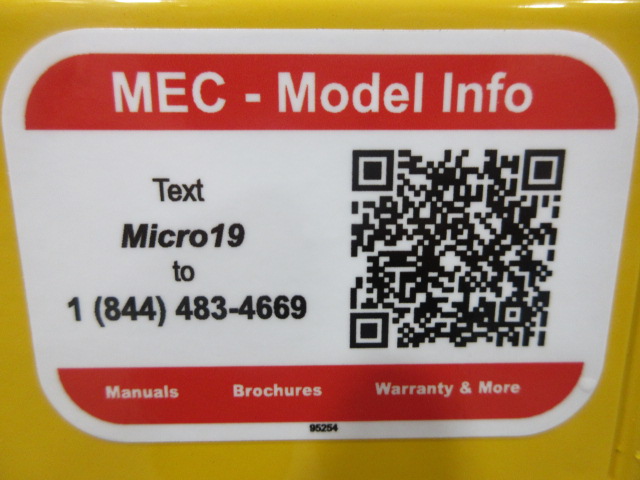 MEC - Model Info
Text
Micro19
to
1 (844) 483-4669
Manuals Brochures Warranty & More
95254